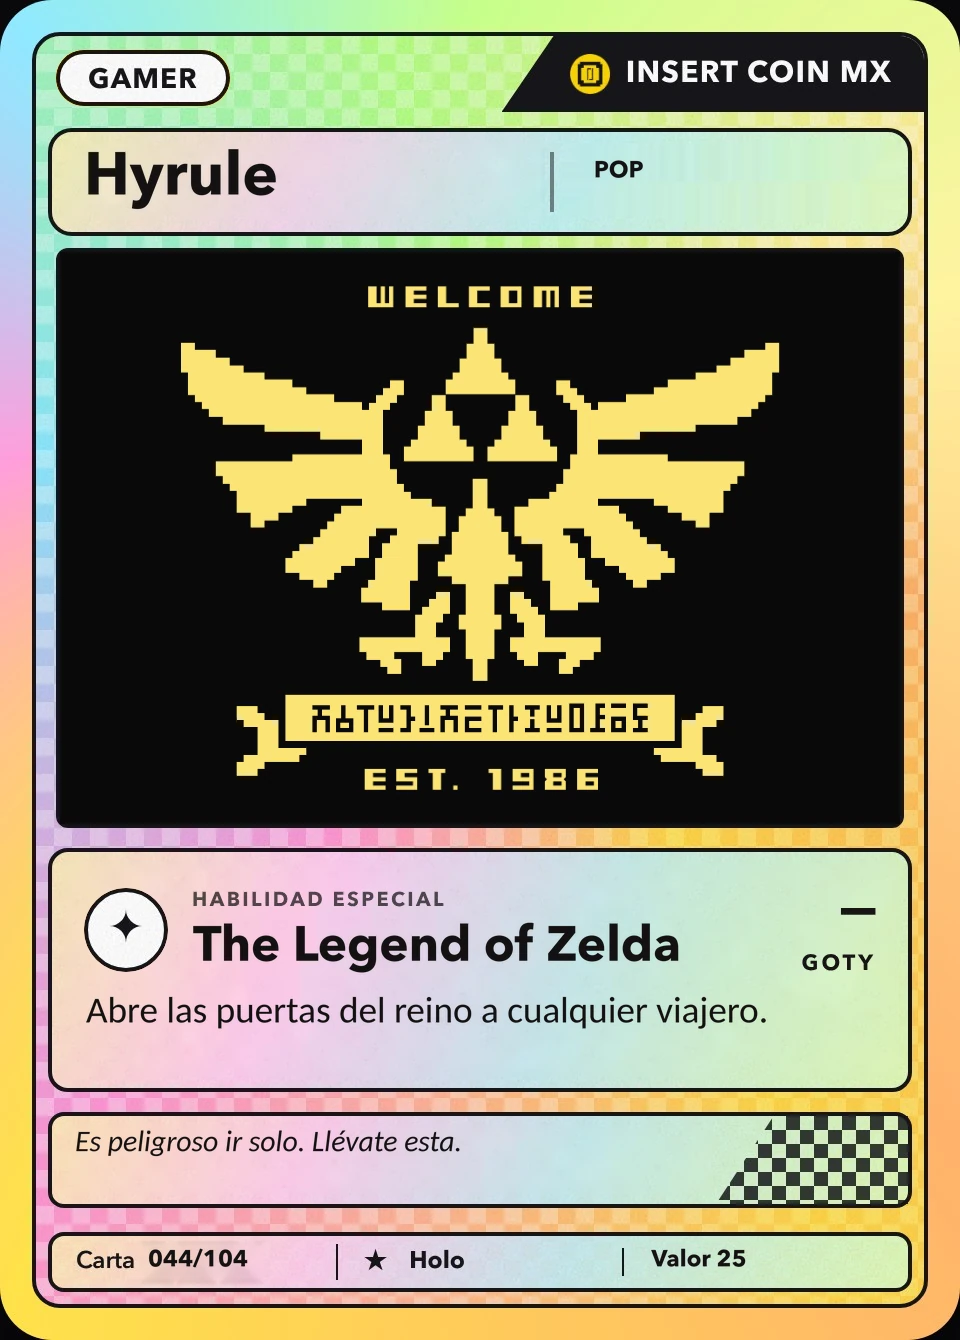 GAMER
INSERT COIN MX
Hyrule
POP
WELCOME
EST. 1986
HABILIDAD ESPECIAL
The Legend of Zelda
—
GOTY
Abre las puertas del reino a cualquier viajero.
Es peligroso ir solo. Llévate esta.
Carta 044/104
★ Holo
Valor 25